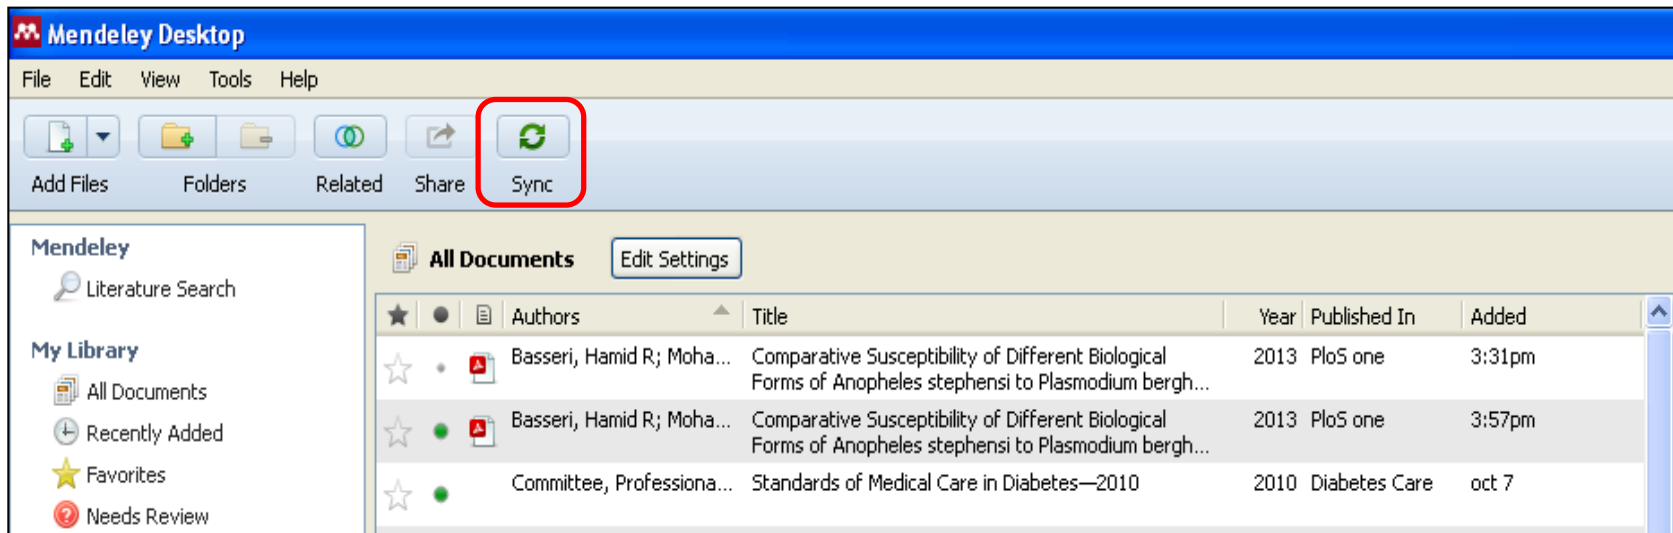 Mendeley Desktop
File Edit View Tools Help
Add Files Folders Related Share Sync
Mendeley
Literature Search
My Library
All Documents
Recently Added
Favorites
Needs Review
All Documents Edit Settings
Authors Title Year Published In Added
Basseri, Hamid R; Moha... Comparative Susceptibility of Different Biological 2013 PloS one 3:31pm
Forms of Anopheles stephensi to Plasmodium bergh...
Basseri, Hamid R; Moha... Comparative Susceptibility of Different Biological 2013 PloS one 3:57pm
Forms of Anopheles stephensi to Plasmodium bergh...
Committee, Professiona... Standards of Medical Care in Diabetes—2010 2010 Diabetes Care oct 7